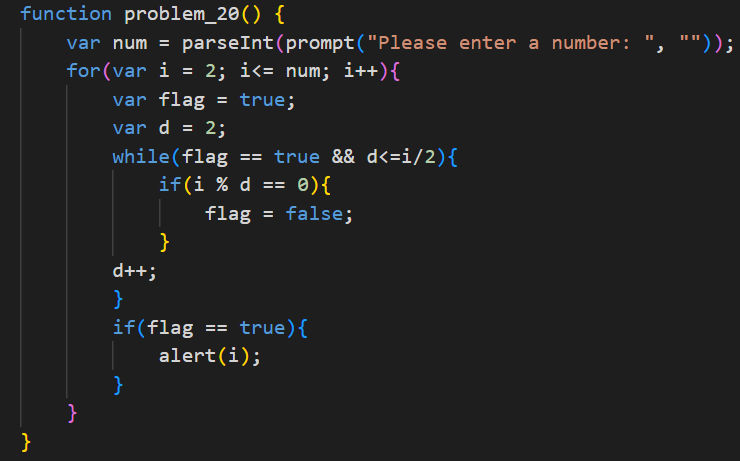 function problem_20() {
    var num = parseInt(prompt("Please enter a number: ", ""));
    for(var i = 2; i<= num; i++){
        var flag = true;
        var d = 2;
        while(flag == true && d<=i/2){
            if(i % d == 0){
                flag = false;
            }
        d++;
        }
        if(flag == true){
            alert(i);
        }
    }
}